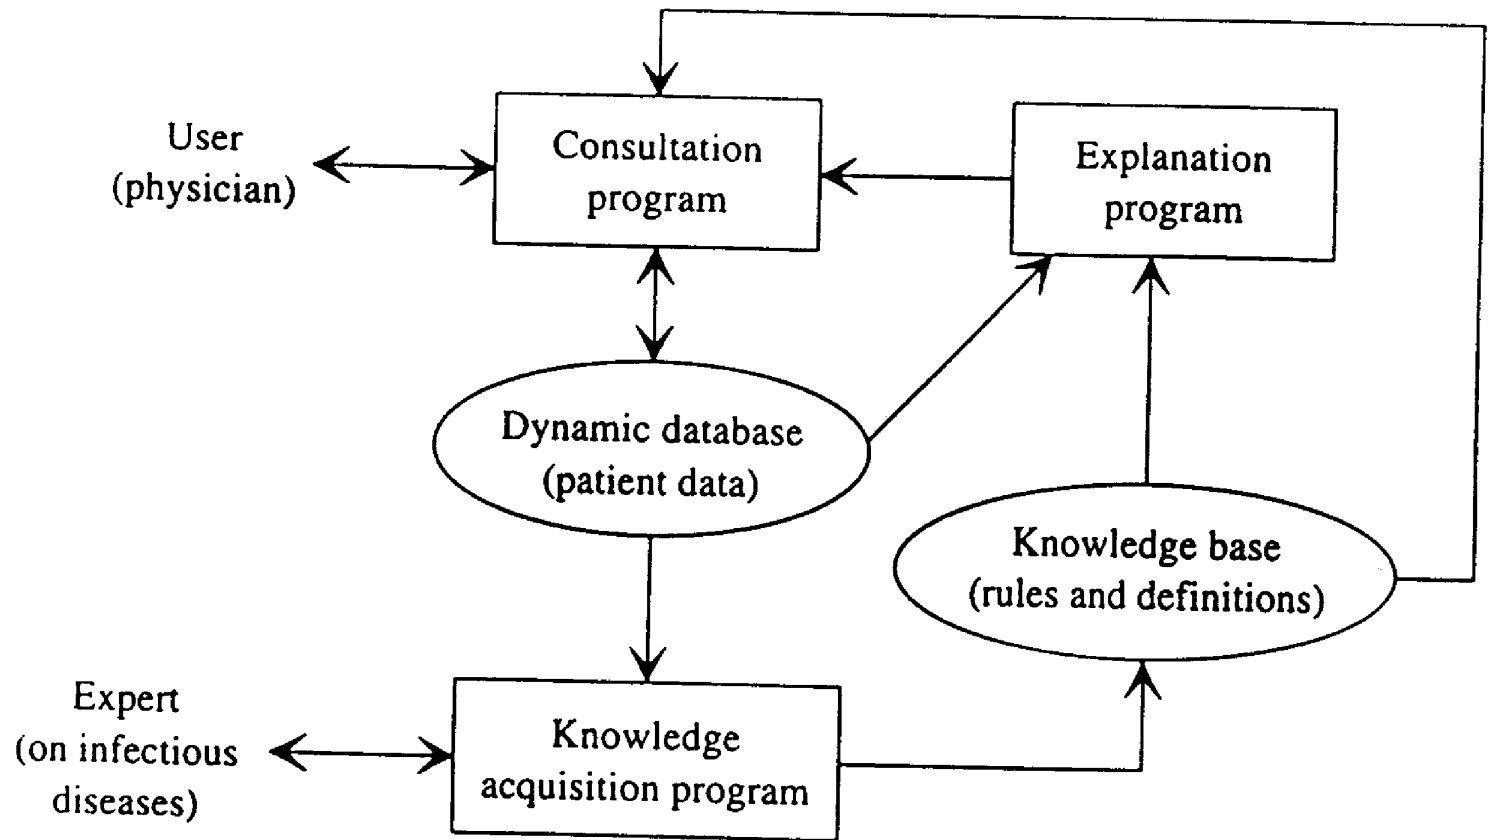 User
(physician)
Consultation
program
Explanation
program
Dynamic database
(patient data)
Knowledge base
(rules and definitions)
Expert
(on infectious
diseases)
Knowledge
acquisition program